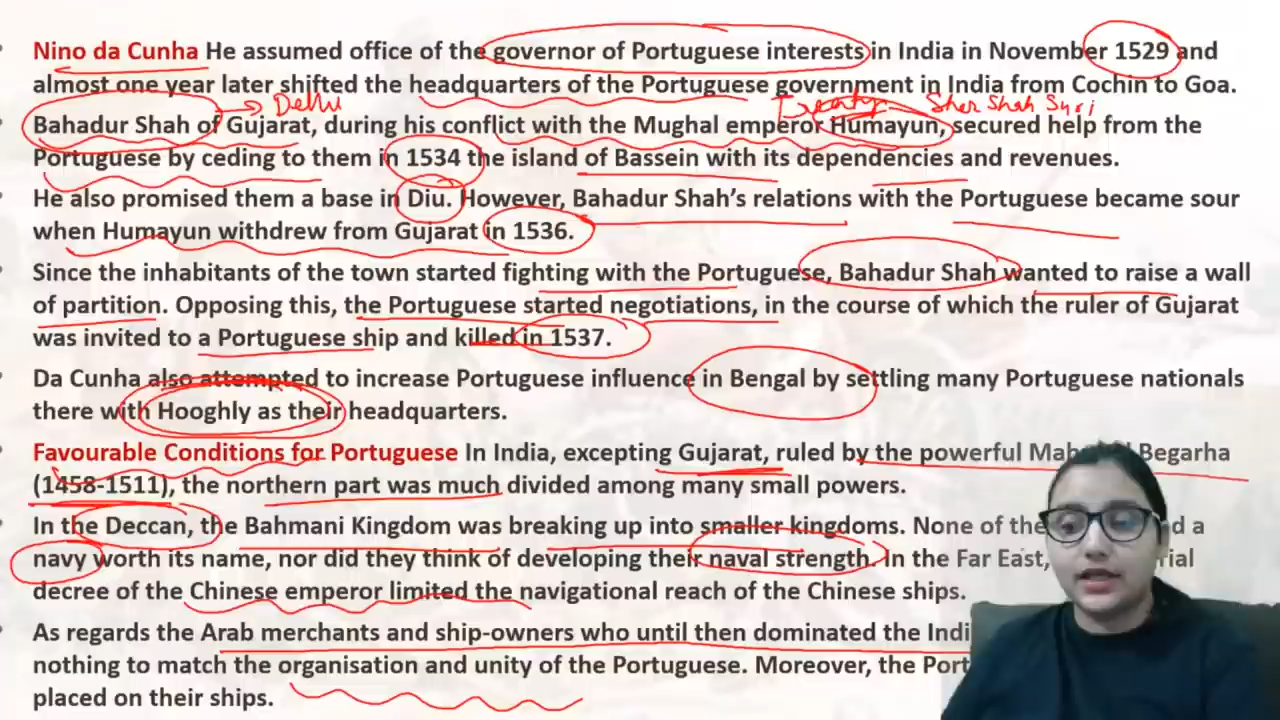 Nino da Cunha He assumed office of the governor of Portuguese interests in India in November 1529 and
almost one year later shifted the headquarters of the Portuguese government in India from Cochin to Goa.
Delhi Treaty Sher Shah Suri
Bahadur Shah of Gujarat, during his conflict with the Mughal emperor Humayun, secured help from the
Portuguese by ceding to them in 1534 the island of Bassein with its dependencies and revenues.
He also promised them a base in Diu. However, Bahadur Shah's relations with the Portuguese became sour
when Humayun withdrew from Gujarat in 1536.
Since the inhabitants of the town started fighting with the Portuguese, Bahadur Shah wanted to raise a wall
of partition. Opposing this, the Portuguese started negotiations, in the course of which the ruler of Gujarat
was invited to a Portuguese ship and killed in 1537.
Da Cunha also attempted to increase Portuguese influence in Bengal by settling many Portuguese nationals
there with Hooghly as their headquarters.
Favourable Conditions for Portuguese In India, excepting Gujarat, ruled by the powerful Begarha
(1458-1511), the northern part was much divided among many small powers.
In the Deccan, the Bahmani Kingdom was breaking up into smaller kingdoms. None of the a
navy worth its name, nor did they think of developing their naval strength. In the Far East,
decree of the Chinese emperor limited the navigational reach of the Chinese ships.
As regards the Arab merchants and ship-owners who until then dominated the
nothing to match the organisation and unity of the Portuguese. Moreover, the
placed on their ships.